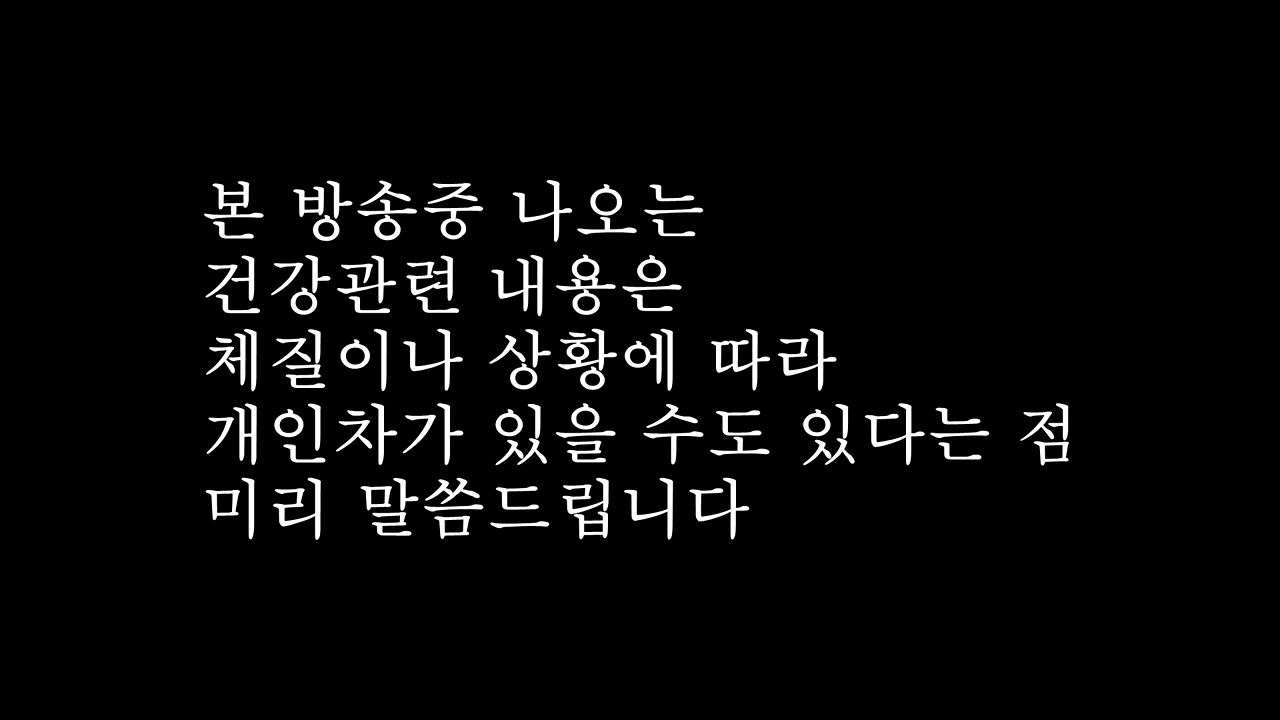 본 방송중 나오는
건강관련 내용은
체질이나 상황에 따라
개인차가 있을 수도 있다는 점
미리 말씀드립니다